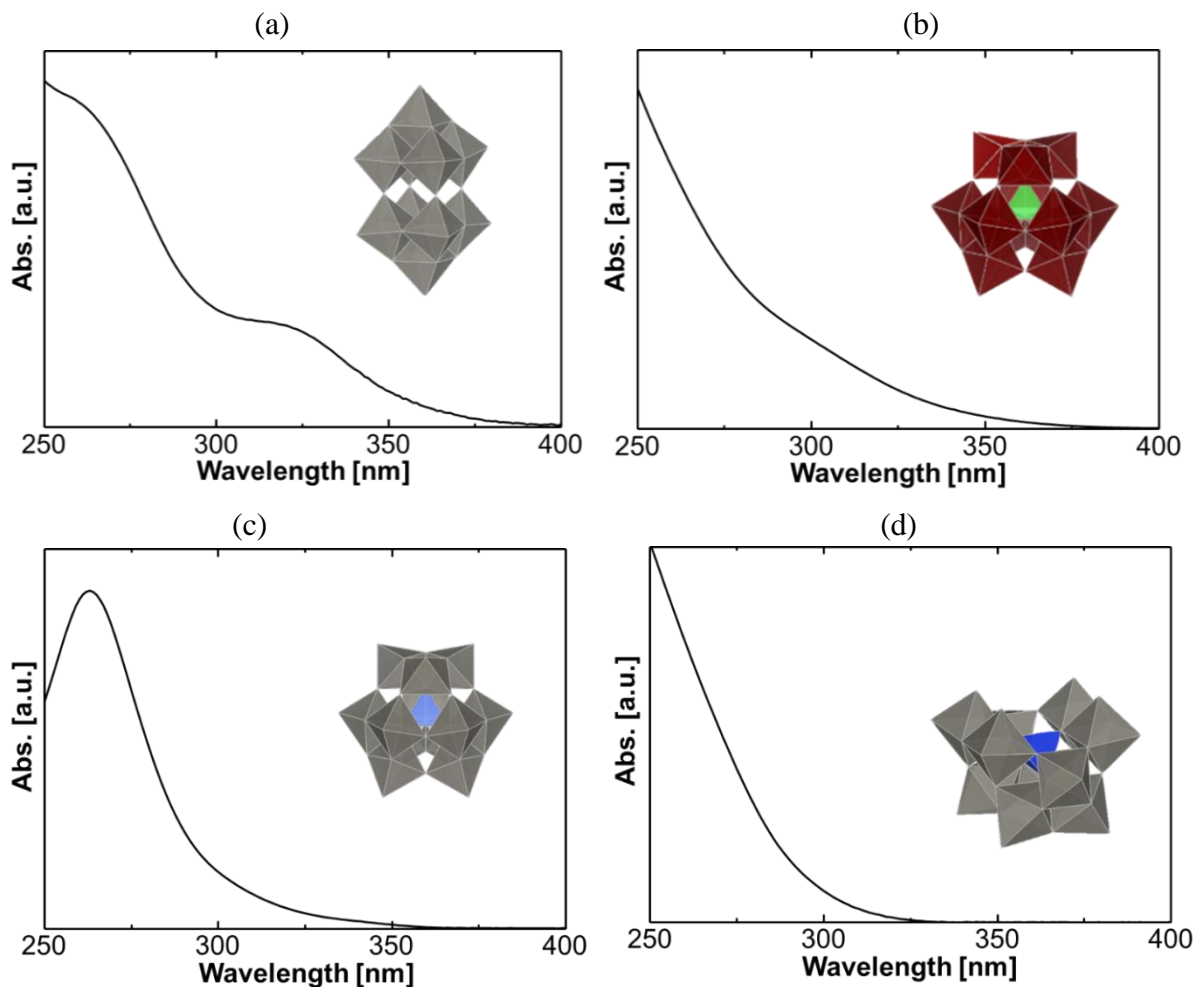 (a)
(b)
Abs. [a.u.]
250 300 350 400
Wavelength [nm]
Abs. [a.u.]
250 300 350 400
Wavelength [nm]
(c)
(d)
Abs. [a.u.]
250 300 350 400
Wavelength [nm]
Abs. [a.u.]
250 300 350 400
Wavelength [nm]